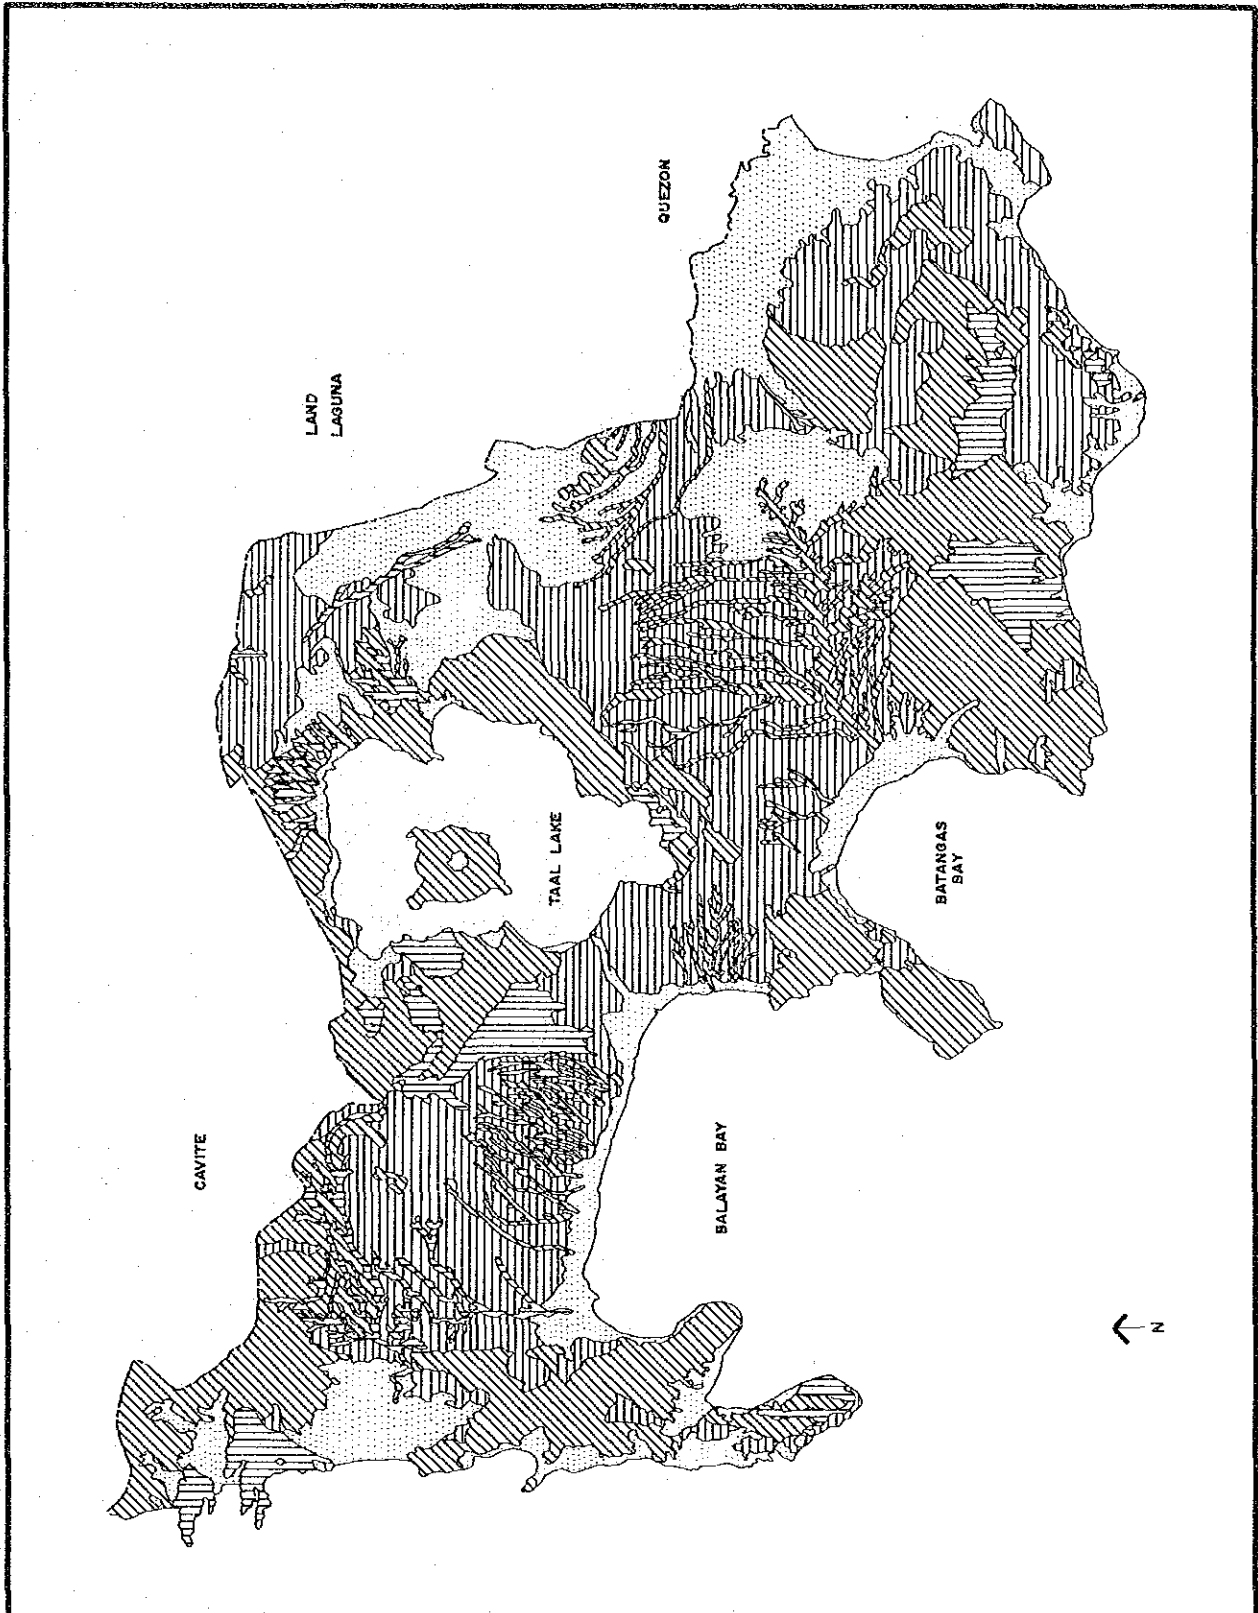 CAVITE
LAND
LAGUNA
QUEZON
TAAL LAKE
BALAYAN BAY
BATANGAS
BAY
N